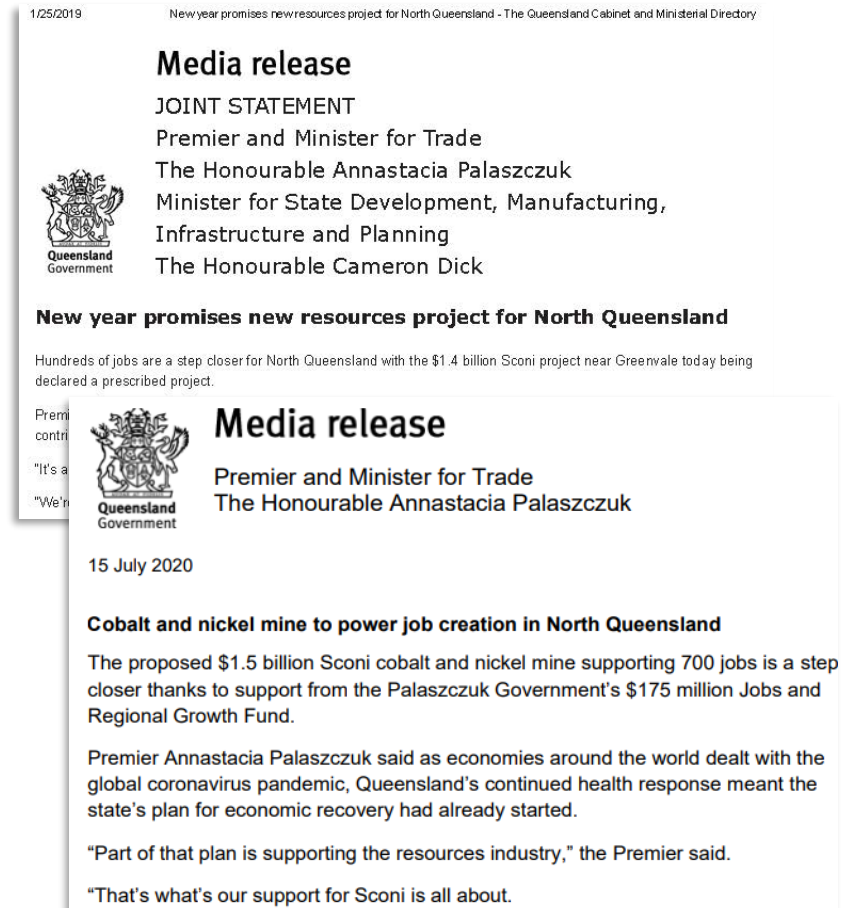 1/25/2019 New year promises new resources project for North Queensland - The Queensland Cabinet and Ministerial Directory
Media release
JOINT STATEMENT
Premier and Minister for Trade
The Honourable Annastacia Palaszczuk
Minister for State Development, Manufacturing,
Infrastructure and Planning
The Honourable Cameron Dick
Queensland
Government
New year promises new resources project for North Queensland
Hundreds of jobs are a step closer for North Queensland with the $1.4 billion Sconi project near Greenvale today being
declared a prescribed project.
Premi
contri
"It's a
"We're
Media release
Premier and Minister for Trade
The Honourable Annastacia Palaszczuk
Queensland
Government
15 July 2020
Cobalt and nickel mine to power job creation in North Queensland
The proposed $1.5 billion Sconi cobalt and nickel mine supporting 700 jobs is a step
closer thanks to support from the Palaszczuk Government’s $175 million Jobs and
Regional Growth Fund.
Premier Annastacia Palaszczuk said as economies around the world dealt with the
global coronavirus pandemic, Queensland’s continued health response meant the
state’s plan for economic recovery had already started.
“Part of that plan is supporting the resources industry,” the Premier said.
“That’s what’s our support for Sconi is all about.